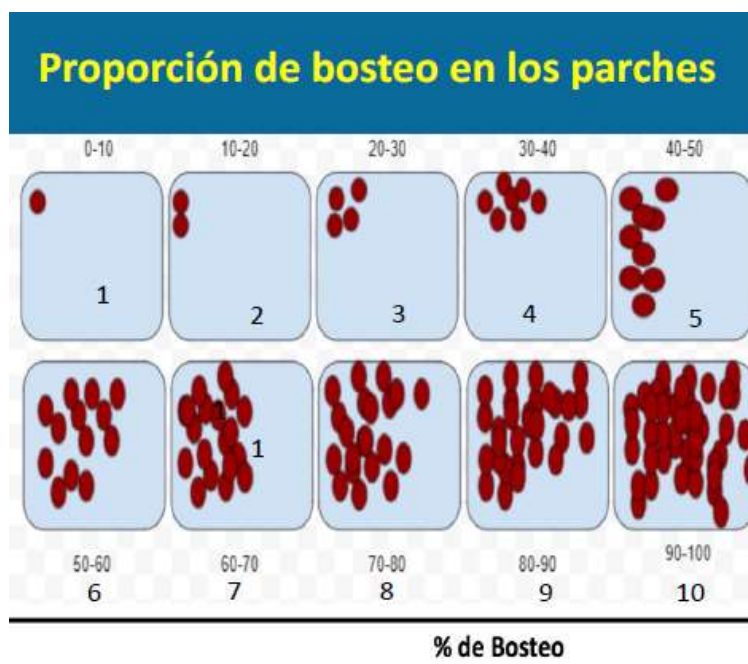 Proporción de bosteo en los parches
0-10 10-20 20-30 30-40 40-50
1 2 3 4 5
1
1
50-60 60-70 70-80 80-90 90-100
6 7 8 9 10
% de Bosteo